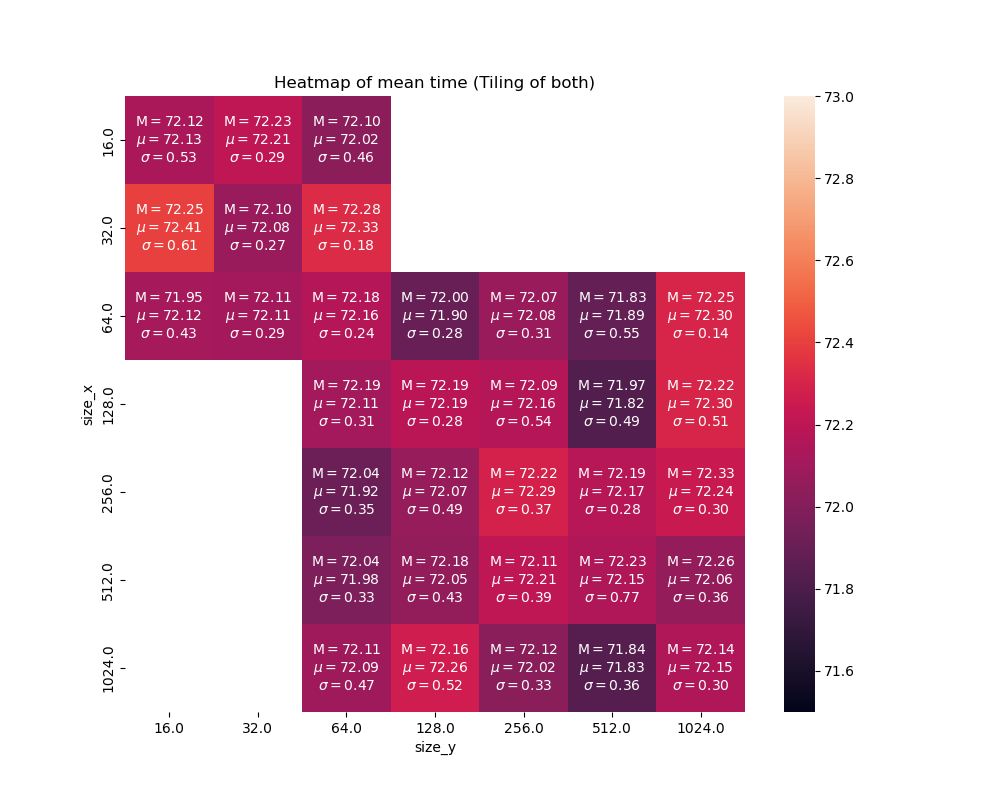 Heatmap of mean time (Tiling of both)
M = 72.12 M = 72.23 M = 72.10
μ = 72.13 μ = 72.21 μ = 72.02
σ = 0.53 σ = 0.29 σ = 0.46
16.0
M = 72.25 M = 72.10 M = 72.28
μ = 72.41 μ = 72.08 μ = 72.33
σ = 0.61 σ = 0.27 σ = 0.18
32.0
M = 71.95 M = 72.11 M = 72.18 M = 72.00 M = 72.07 M = 71.83 M = 72.25
μ = 72.12 μ = 72.11 μ = 72.16 μ = 71.90 μ = 72.08 μ = 71.89 μ = 72.30
σ = 0.43 σ = 0.29 σ = 0.24 σ = 0.28 σ = 0.31 σ = 0.55 σ = 0.14
64.0
M = 72.19 M = 72.19 M = 72.09 M = 71.97 M = 72.22
μ = 72.11 μ = 72.19 μ = 72.16 μ = 71.82 μ = 72.30
σ = 0.31 σ = 0.28 σ = 0.54 σ = 0.49 σ = 0.51
128.0
size_x
M = 72.04 M = 72.12 M = 72.22 M = 72.19 M = 72.33
μ = 71.92 μ = 72.07 μ = 72.29 μ = 72.17 μ = 72.24
σ = 0.35 σ = 0.49 σ = 0.37 σ = 0.28 σ = 0.30
256.0
M = 72.04 M = 72.18 M = 72.11 M = 72.23 M = 72.26
μ = 71.98 μ = 72.05 μ = 72.21 μ = 72.15 μ = 72.06
σ = 0.33 σ = 0.43 σ = 0.39 σ = 0.77 σ = 0.36
512.0
M = 72.11 M = 72.16 M = 72.12 M = 71.84 M = 72.14
μ = 72.09 μ = 72.26 μ = 72.02 μ = 71.83 μ = 72.15
σ = 0.47 σ = 0.52 σ = 0.33 σ = 0.36 σ = 0.30
1024.0
16.0 32.0 64.0 128.0 256.0 512.0 1024.0
size_y
73.0
72.8
72.6
72.4
72.2
72.0
71.8
71.6